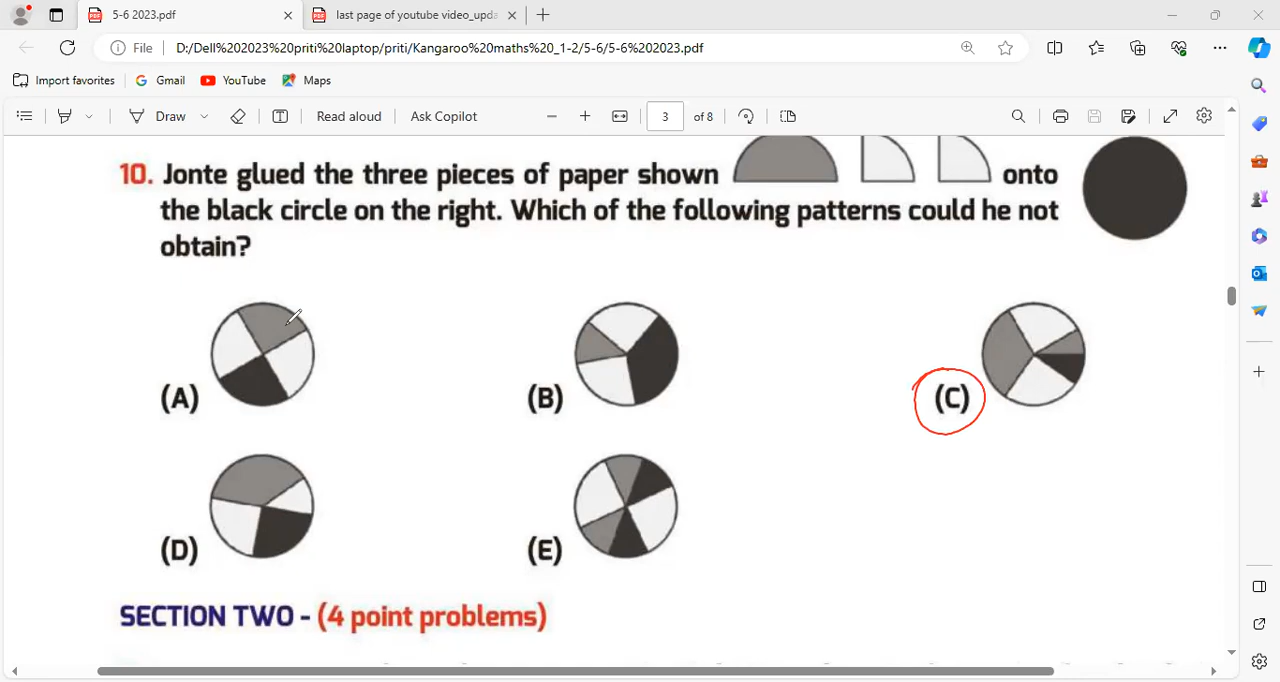 5-6 2023.pdf
last page of youtube video_upda
File
D:/Dell%202023%20priti%20laptop/priti/Kangaroo%20maths%20_1-2/5-6/5-6%202023.pdf
Import favorites
Gmail
YouTube
Maps
Draw
Read aloud
Ask Copilot
3
of 8
10. Jonte glued the three pieces of paper shown onto
the black circle on the right. Which of the following patterns could he not
obtain?
(A)
(B)
(C)
(D)
(E)
SECTION TWO - (4 point problems)